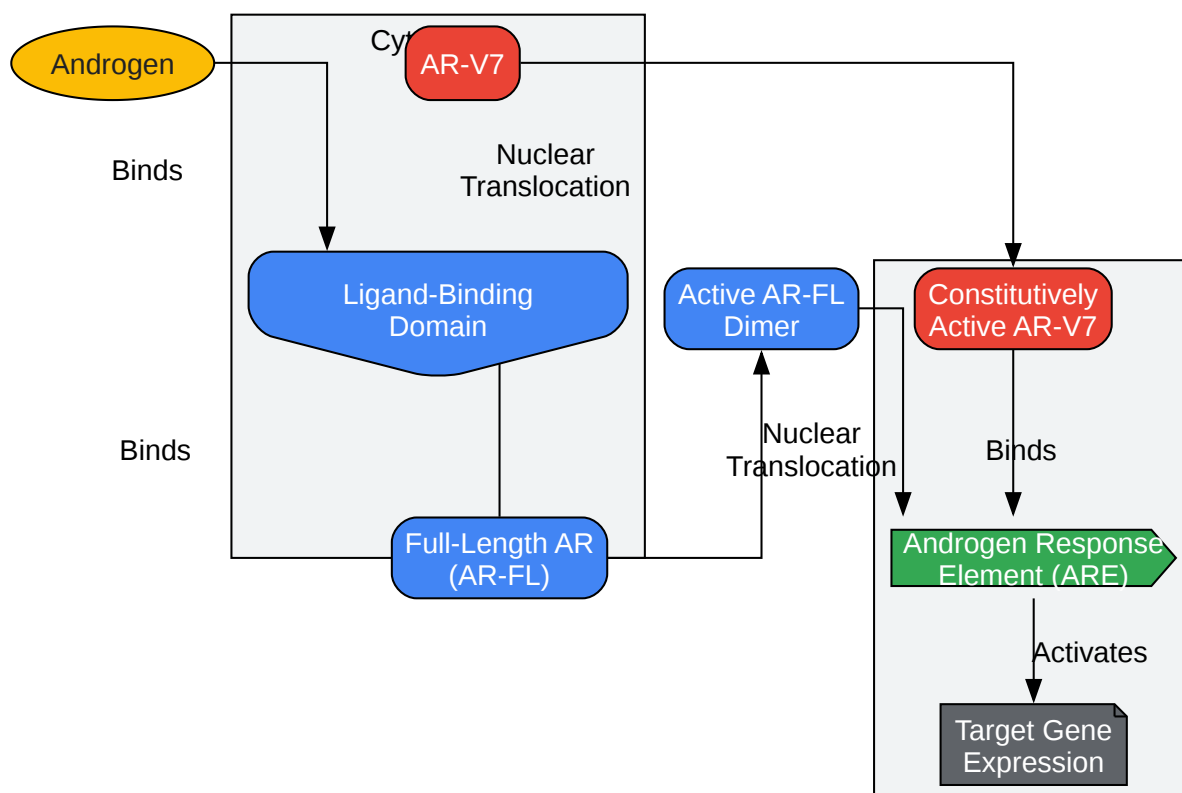 Cyt
Androgen
AR-V7
Binds
Nuclear
Translocation
Ligand-Binding
Domain
Active AR-FL
Dimer
Constitutively
Active AR-V7
Binds
Nuclear
Translocation
Binds
Full-Length AR
(AR-FL)
Androgen Response
Element (ARE)
Activates
Target Gene
Expression